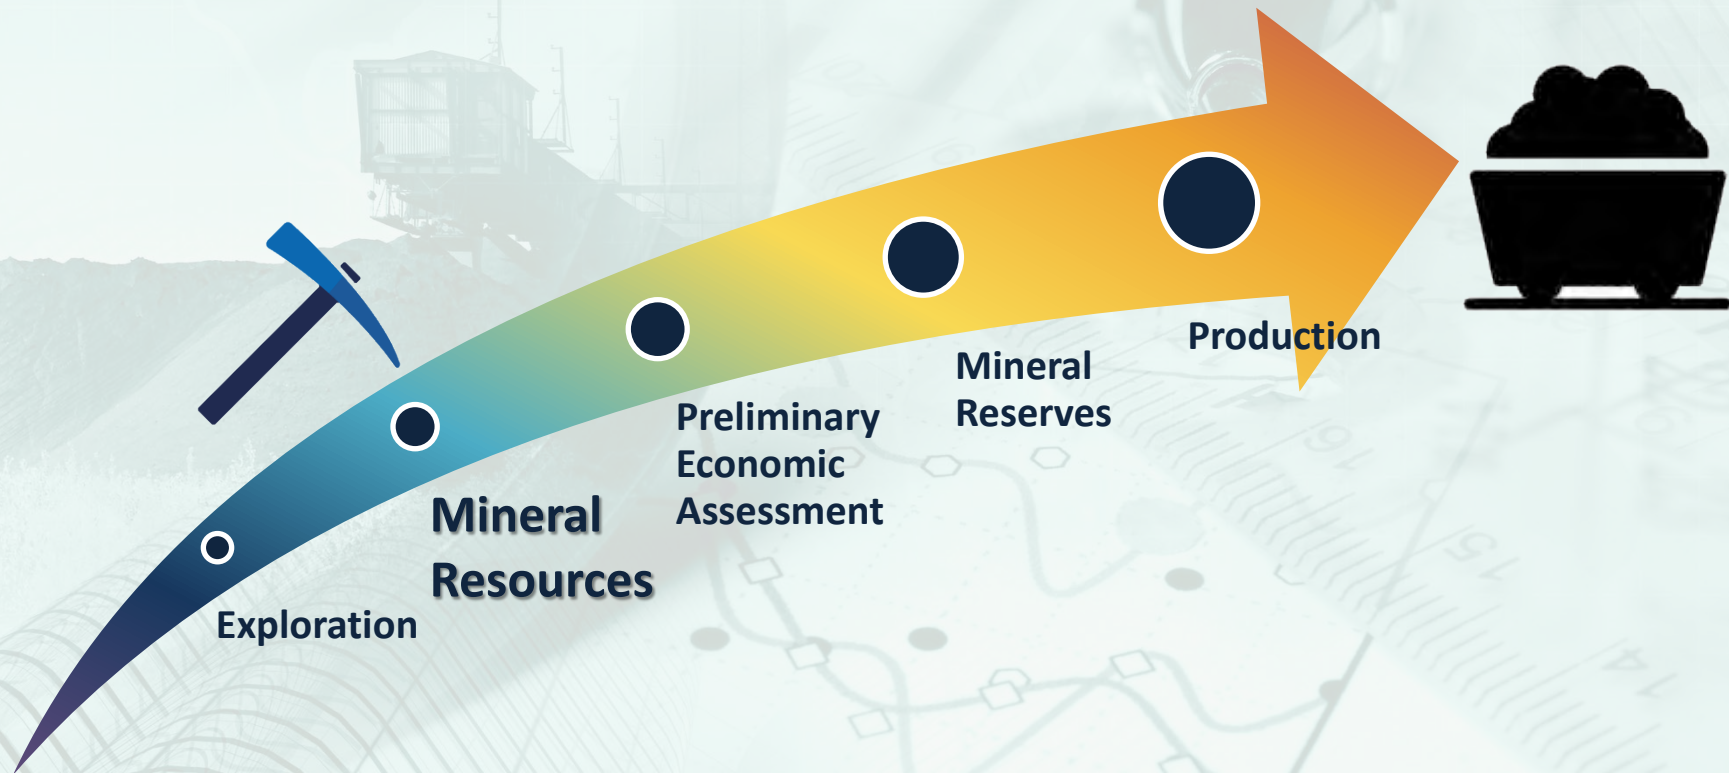 Exploration
Mineral
Resources
Preliminary
Economic
Assessment
Mineral
Reserves
Production